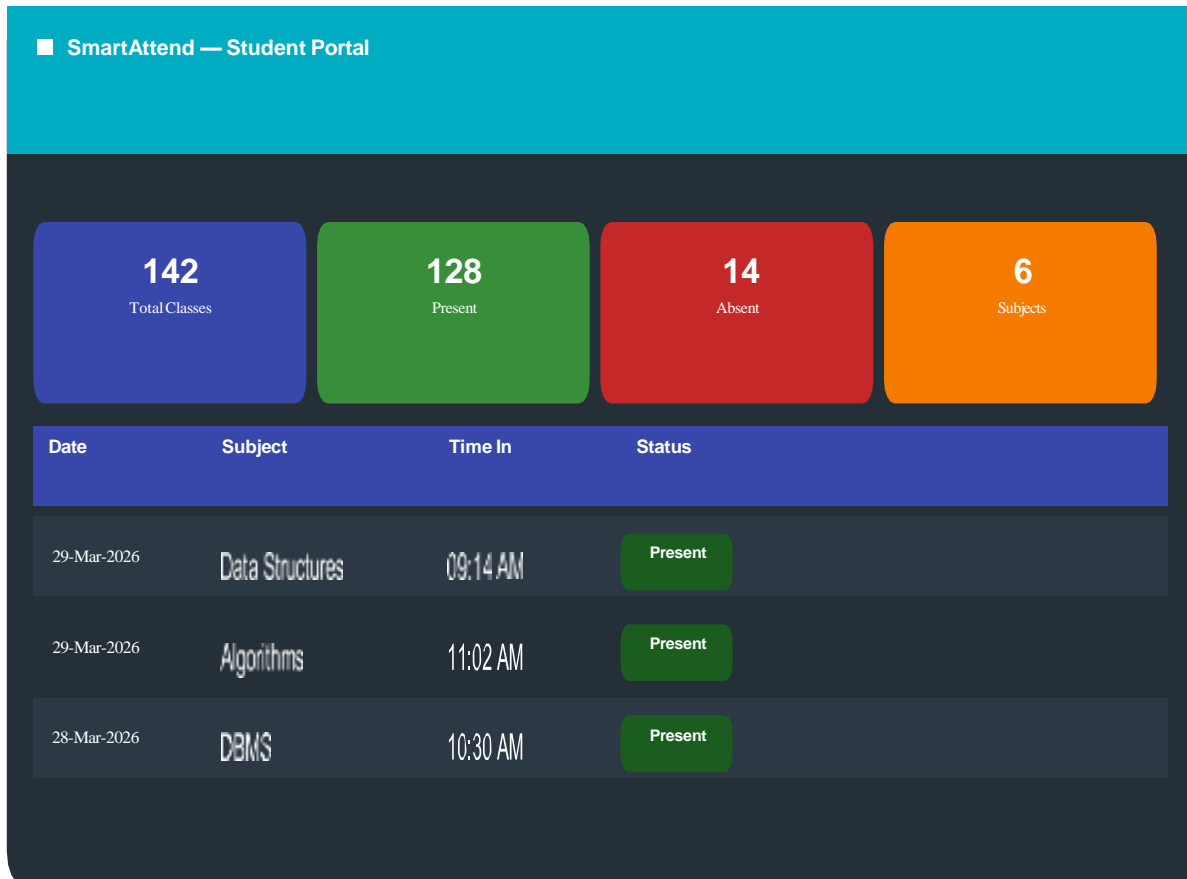 SmartAttend — Student Portal
142 128 14 6
Total Classes Present Absent Subjects
Date Subject Time In Status
29-Mar-2026 Data Structures 09:14 AM Present
29-Mar-2026 Algorithms 11:02 AM Present
28-Mar-2026 DBMS 10:30 AM Present